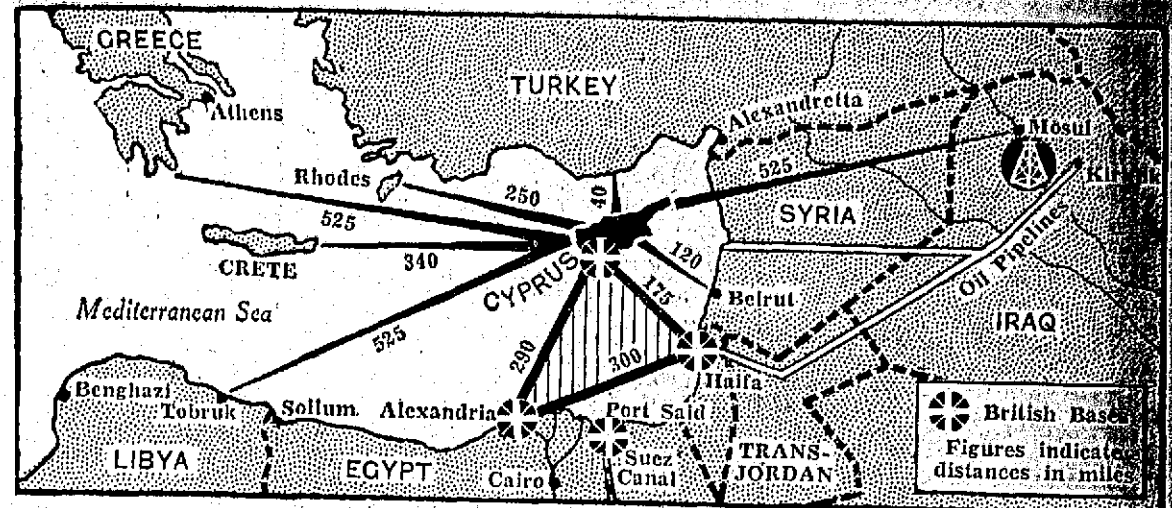 GREECE
Athens
TURKEY
Alexandretta
Mosul
Kirkuk
Rhodes
250
40
525
525
SYRIA
CRETE
340
CYPRUS
120
175
Beirut
Oil Pipelines
IRAQ
Mediterranean Sea
525
290
300
Haifa
Benghazi
Tobruk
Sollum
Alexandria
Port Said
Suez
Canal
Cairo
LIBYA
EGYPT
TRANS-
JORDAN
British Bases
Figures indicate
distances in miles